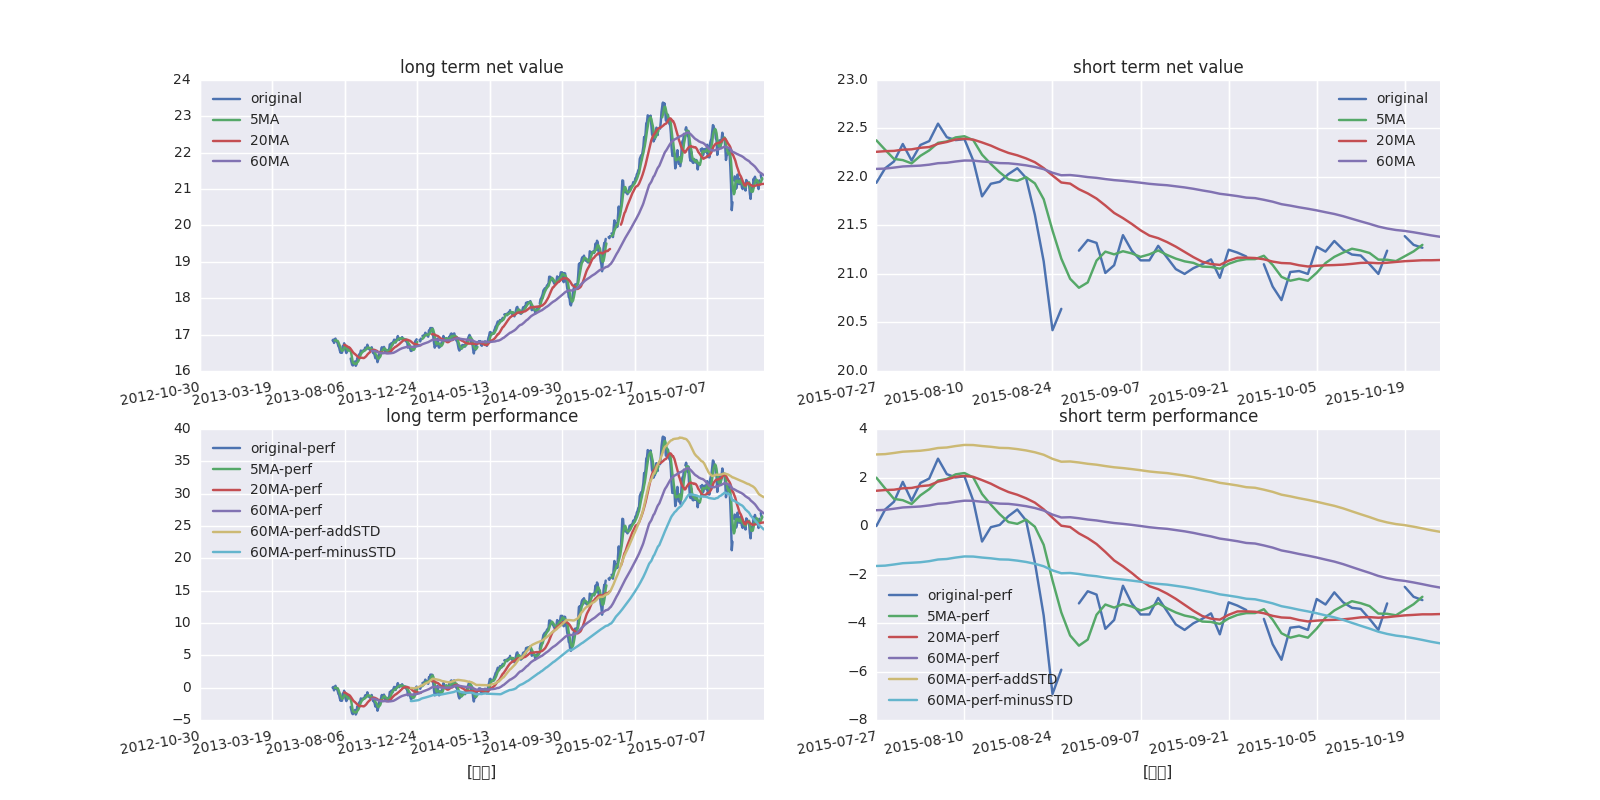 long term net value
24
23
22
21
20
19
18
17
16
original
5MA
20MA
60MA
2012-10-30
2013-03-19
2013-08-06
2013-12-24
2014-05-13
2014-09-30
2015-02-17
2015-07-07
short term net value
23.0
22.5
22.0
21.5
21.0
20.5
20.0
original
5MA
20MA
60MA
2015-07-27
2015-08-10
2015-08-24
2015-09-07
2015-09-21
2015-10-05
2015-10-19
long term performance
40
35
30
25
20
15
10
5
0
−5
original-perf
5MA-perf
20MA-perf
60MA-perf
60MA-perf-addSTD
60MA-perf-minusSTD
2012-10-30
2013-03-19
2013-08-06
2013-12-24
2014-05-13
2014-09-30
2015-02-17
2015-07-07
[▯▯]
short term performance
4
2
0
−2
−4
−6
−8
original-perf
5MA-perf
20MA-perf
60MA-perf
60MA-perf-addSTD
60MA-perf-minusSTD
2015-07-27
2015-08-10
2015-08-24
2015-09-07
2015-09-21
2015-10-05
2015-10-19
[▯▯]